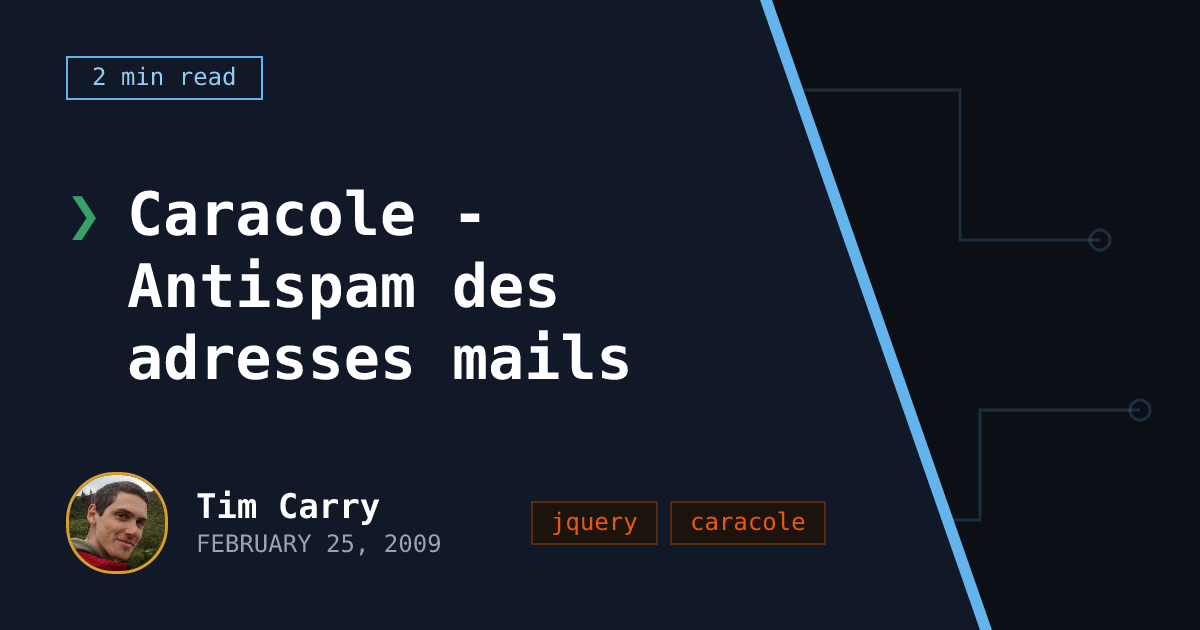 2 min read
❯ Caracole -
Antispam des
adresses mails
Tim Carry
FEBRUARY 25, 2009
jquery
caracole